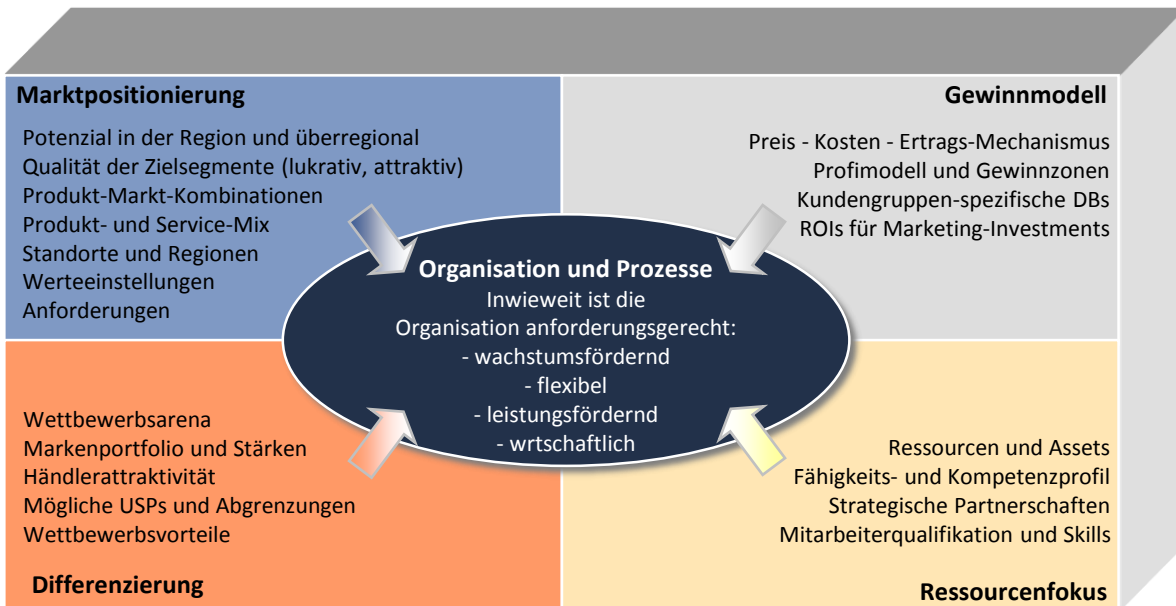 Marktpositionierung
Potenzial in der Region und überregional
Qualität der Zielsegmente (lukrativ, attraktiv)
Produkt-Markt-Kombinationen
Produkt- und Service-Mix
Standorte und Regionen
Werteeinstellungen
Anforderungen
Gewinnmodell
Preis - Kosten - Ertrags-Mechanismus
Profimodell und Gewinnzonen
Kundengruppen-spezifische DBs
ROIs für Marketing-Investments
Organisation und Prozesse
Inwieweit ist die
Organisation anforderungsgerecht:
- wachstumsfördernd
- flexibel
- leistungsfördernd
- wrtschaftlich
Wettbewerbsarena
Markenportfolio und Stärken
Händlerattraktivität
Mögliche USPs und Abgrenzungen
Wettbewerbsvorteile
Differenzierung
Ressourcen und Assets
Fähigkeits- und Kompetenzprofil
Strategische Partnerschaften
Mitarbeiterqualifikation und Skills
Ressourcenfokus